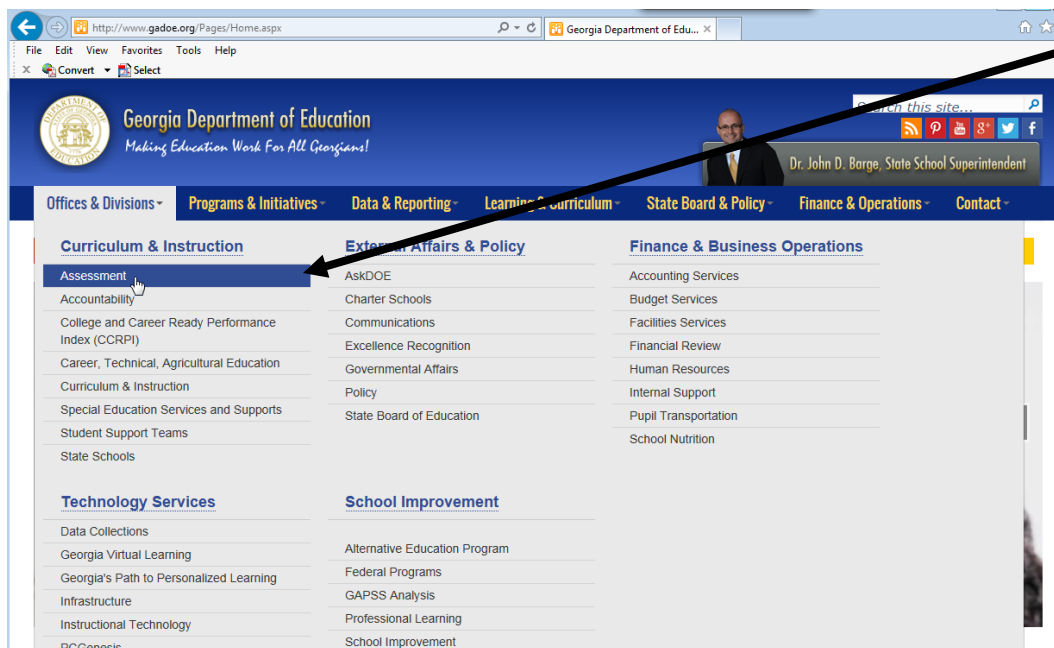 http://www.gadoe.org/Pages/Home.aspx
Georgia Department of Edu...
File Edit View Favorites Tools Help
x Convert Select
Georgia Department of Education
Making Education Work For All Georgians!
Search this site...
Dr. John D. Barge, State School Superintendent
Offices & Divisions Programs & Initiatives Data & Reporting Learning & Curriculum State Board & Policy Finance & Operations Contact
Curriculum & Instruction
Assessment
Accountability
College and Career Ready Performance
Index (CCRPI)
Career, Technical, Agricultural Education
Curriculum & Instruction
Special Education Services and Supports
Student Support Teams
State Schools
External Affairs & Policy
AskDOE
Charter Schools
Communications
Excellence Recognition
Governmental Affairs
Policy
State Board of Education
Finance & Business Operations
Accounting Services
Budget Services
Facilities Services
Financial Review
Human Resources
Internal Support
Pupil Transportation
School Nutrition
Technology Services
Data Collections
Georgia Virtual Learning
Georgia's Path to Personalized Learning
Infrastructure
Instructional Technology
PCGenesis
School Improvement
Alternative Education Program
Federal Programs
GAPSS Analysis
Professional Learning
School Improvement